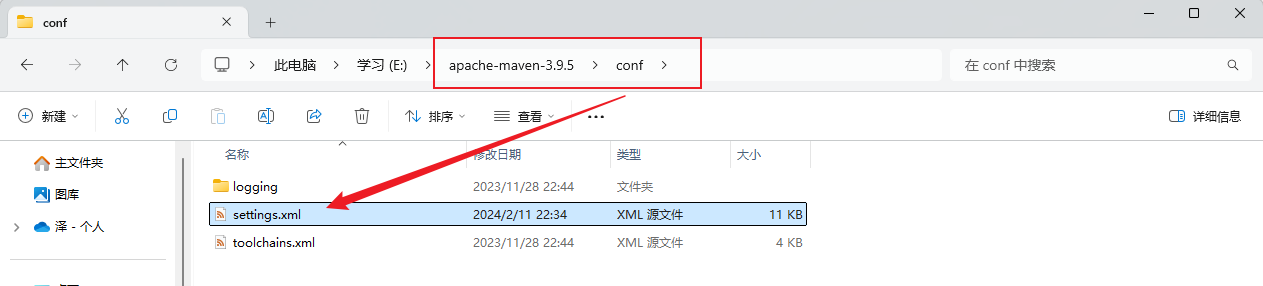 conf
此电脑 学习 (E:) apache-maven-3.9.5 conf 在 conf 中搜索
新建 排序 查看 详细信息
名称 修改日期 类型 大小
主文件夹
图库
泽 - 个人
logging 2023/11/28 22:44 文件夹
settings.xml 2024/2/11 22:34 XML 源文件 11 KB
toolchains.xml 2023/11/28 22:44 XML 源文件 4 KB